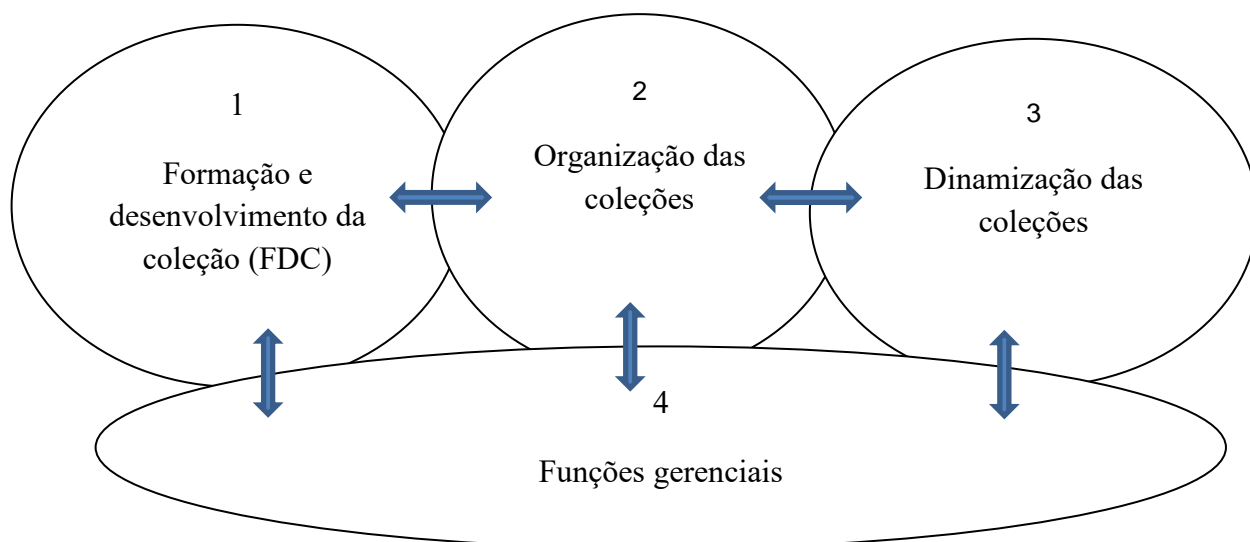 1
Formação e
desenvolvimento da
coleção (FDC)
2
Organização das
coleções
3
Dinamização das
coleções
4
Funções gerenciais